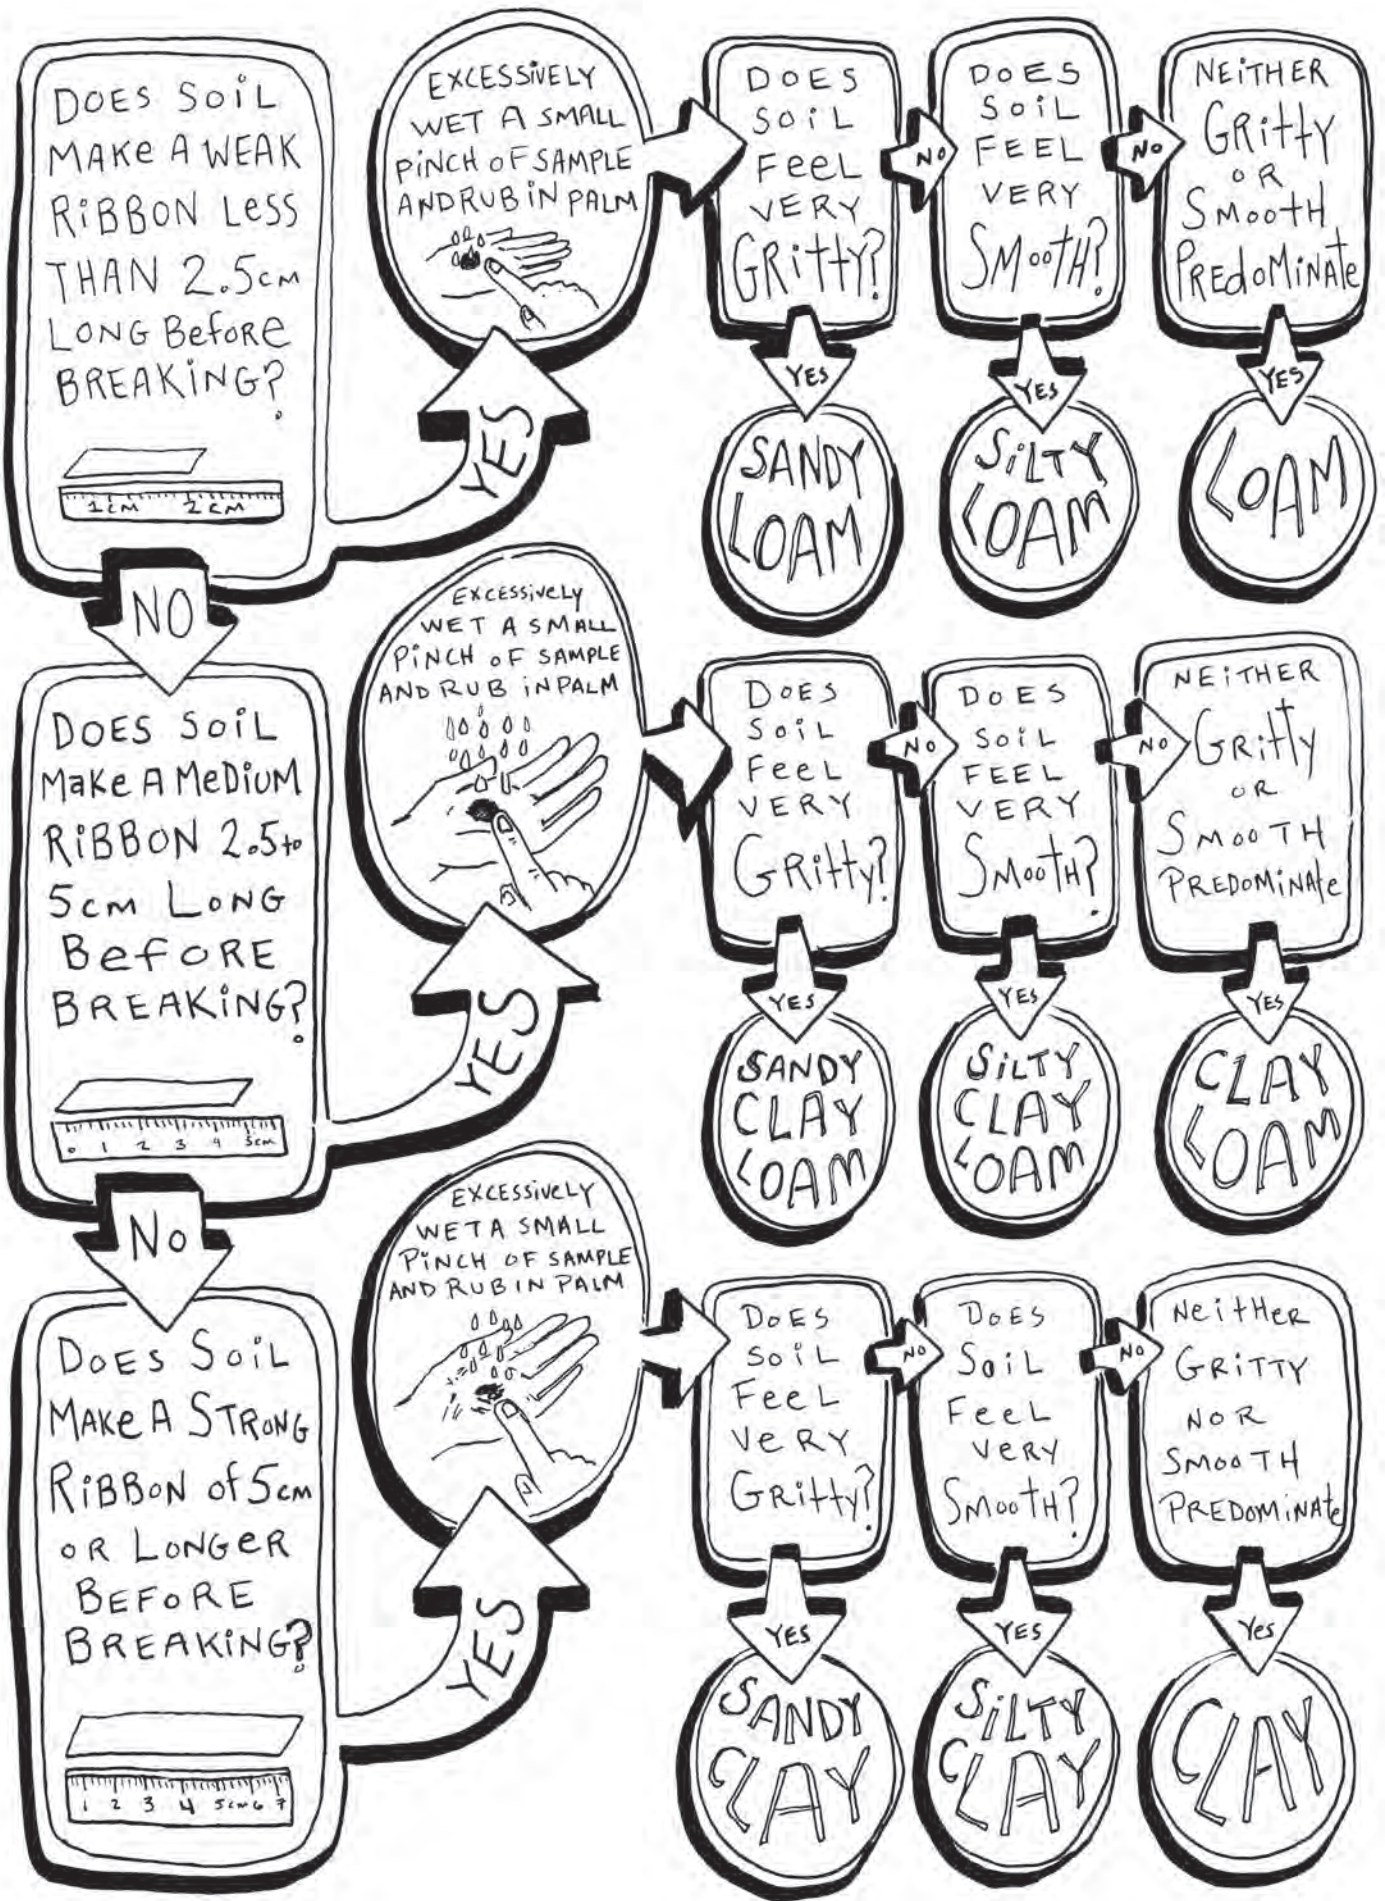 DOES SOiL
MAKe A WEAK
RiBBON Less
THAN 2.5cm
LONG Before
BREAKiNG?
1cm 2cm
YES
NO
EXCESSiVELY
WET A SMALL
PiNCH OF SAMPLE
AND RUB iN PALM
DOES
SOiL
FeeL
VERY
GRitty?
NO
YES
SANDY
LOAM
DOES
SOiL
FEEL
VERY
SMooTH?
NO
YES
SiLTY
LOAM
NEiTHER
GRitty
OR
SMootH
PREdoMiNAte
YES
LOAM
DOES SOiL
MaKe A MeDiUM
RiBBON 2.5to
5cm LONG
BefoRE
BREAKiNG?
0 1 2 3 4 5cm
YES
No
EXCESSiVELY
WET A SMALL
PiNCH oF SAMPLE
AND RUB iN PALM
DOES
SOiL
FeeL
VERY
GRitty?
NO
YES
SANDY
CLAY
LOAM
DOES
SOiL
FEEL
VERY
SMooTH?
NO
YES
SiLTY
CLAY
LOAM
NEiTHER
GRitty
OR
SMOOTH
PREDOMiNAte
YES
CLAY
LOAM
DOES SOiL
MAKe A STRONG
RiBBON of 5cm
oR LONGeR
BEFORE
BREAKiNG?
1 2 3 4 5cm 6 7
YES
EXCESSiVELY
WET A SMALL
PiNCH OF SAMPLE
AND RUB iN PALM
DoES
SOiL
FeeL
VeRY
GRitty?
NO
YES
SANDY
CLAY
DoES
SOiL
FeeL
VeRY
SMootH?
NO
YES
SiLTY
CLAY
NeitHeR
GRiTTY
NOR
SMOOTH
PREDOMiNAte
Yes
CLAY